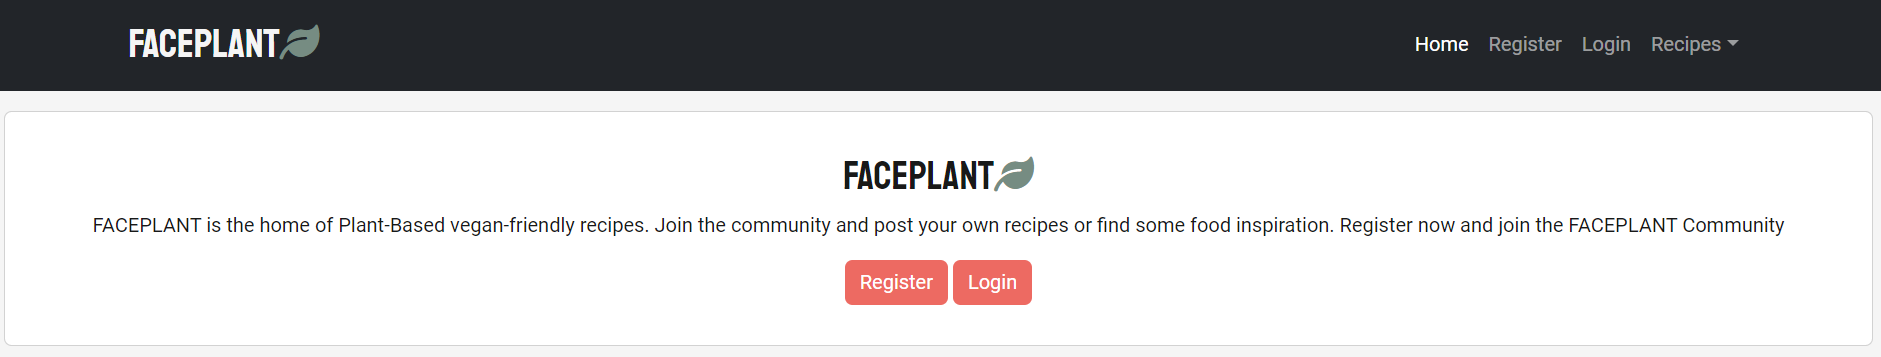 FACEPLANT
Home Register Login Recipes
FACEPLANT
FACEPLANT is the home of Plant-Based vegan-friendly recipes. Join the community and post your own recipes or find some food inspiration. Register now and join the FACEPLANT Community
Register Login